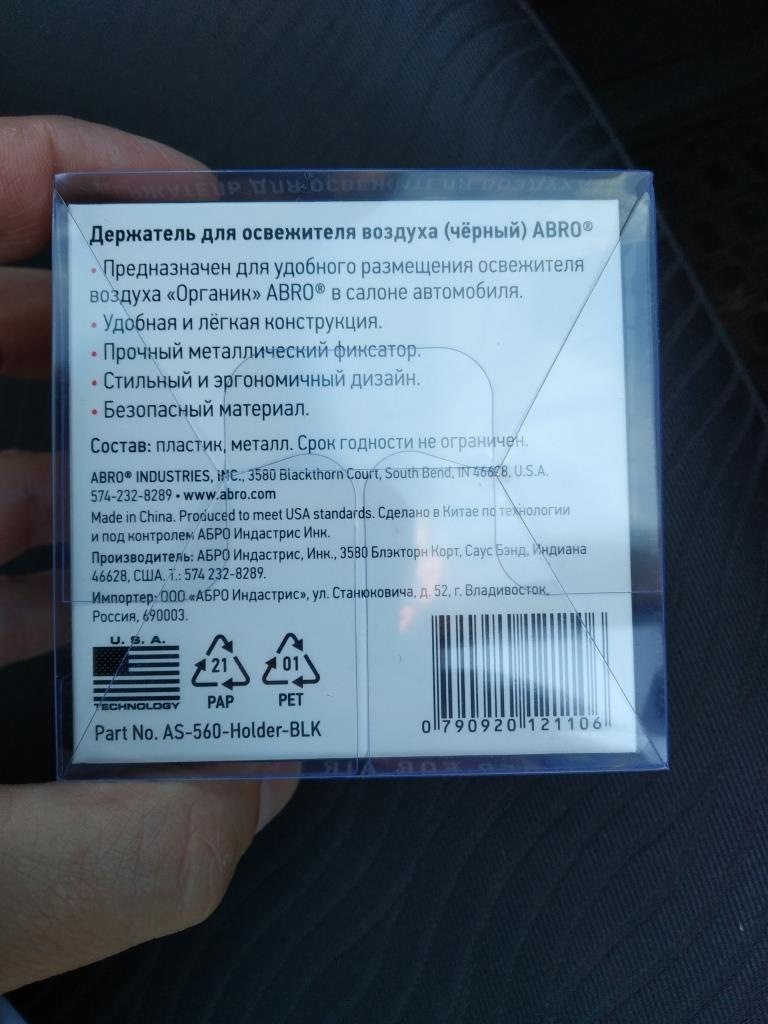 Держатель для освежителя воздуха (чёрный) ABRO®
• Предназначен для удобного размещения освежителя
воздуха «Органик» ABRO® в салоне автомобиля.
• Удобная и лёгкая конструкция.
• Прочный металлический фиксатор.
• Стильный и эргономичный дизайн.
• Безопасный материал.
Состав: пластик, металл. Срок годности не ограничен.
ABRO® INDUSTRIES, INC., 3580 Blackthorn Court, South Bend, IN 46628, U.S.A.
574-232-8289 • www.abro.com
Made in China. Produced to meet USA standards. Сделано в Китае по технологии
и под контролем АБРО Индастрис Инк.
Производитель: АБРО Индастрис, Инк., 3580 Блэкторн Корт, Саус Бэнд, Индиана
46628, США. Т.: 574 232-8289.
Импортер: ООО «АБРО Индастрис», ул. Станюковича, д. 52, г. Владивосток,
Россия, 690003.
U. S. A.
TECHNOLOGY
21
PAP
01
PET
Part No. AS-560-Holder-BLK
0 790920 121106